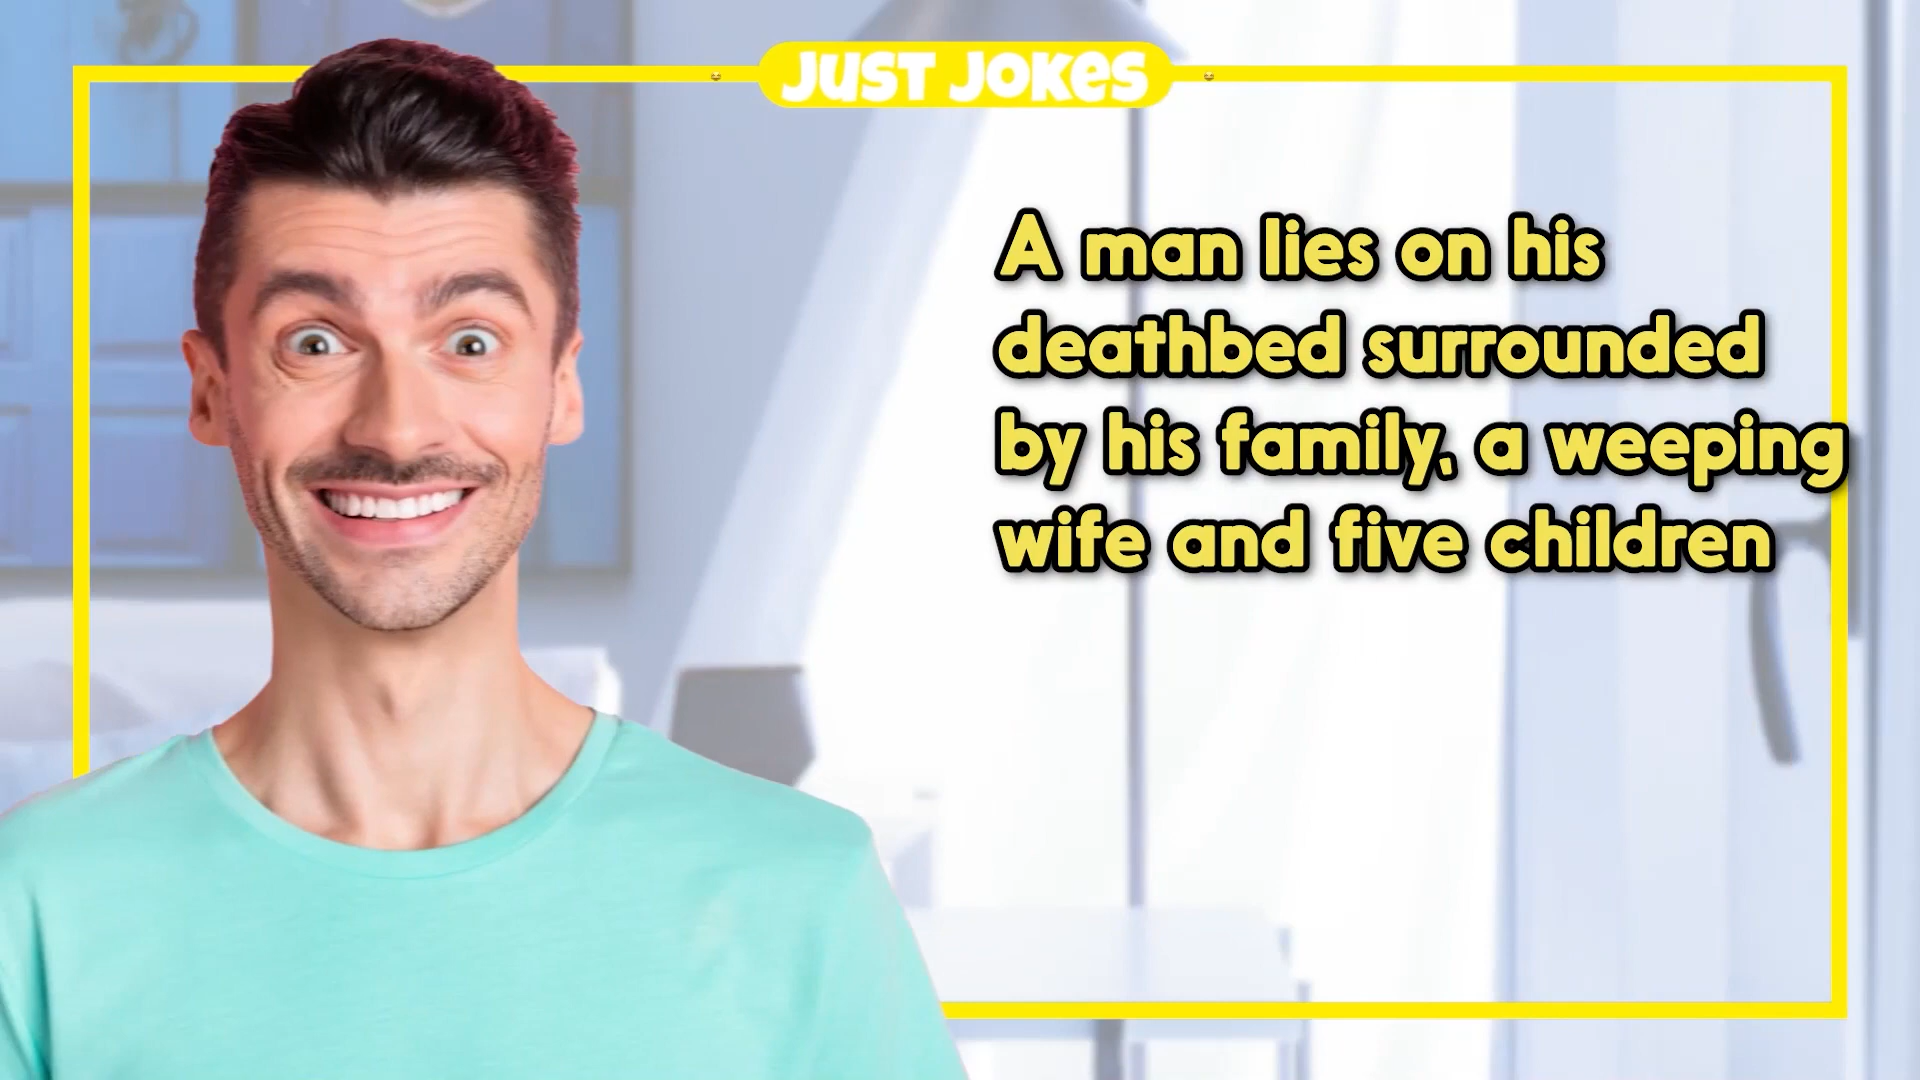 JUST JOKES
A man lies on his
deathbed surrounded
by his family, a weeping
wife and five children